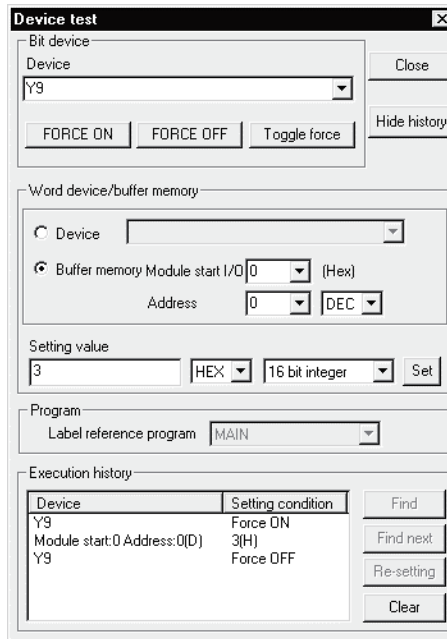 Device test
Bit device
Device
Y9
Close
FORCE ON FORCE OFF Toggle force
Hide history
Word device/buffer memory
Device
Buffer memory Module start I/O 0 (Hex)
Address 0 DEC
Setting value
3 HEX 16 bit integer Set
Program
Label reference program MAIN
Execution history
Device Setting condition
Y9 Force ON
Module start:0 Address:0(D) 3(H)
Y9 Force OFF
Find
Find next
Re-setting
Clear